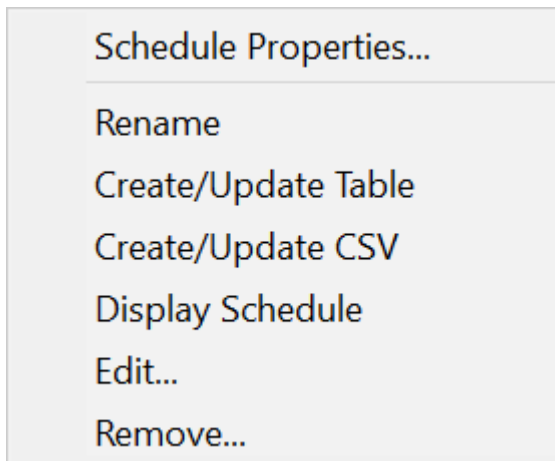 Schedule Properties...
Rename
Create/Update Table
Create/Update CSV
Display Schedule
Edit...
Remove...